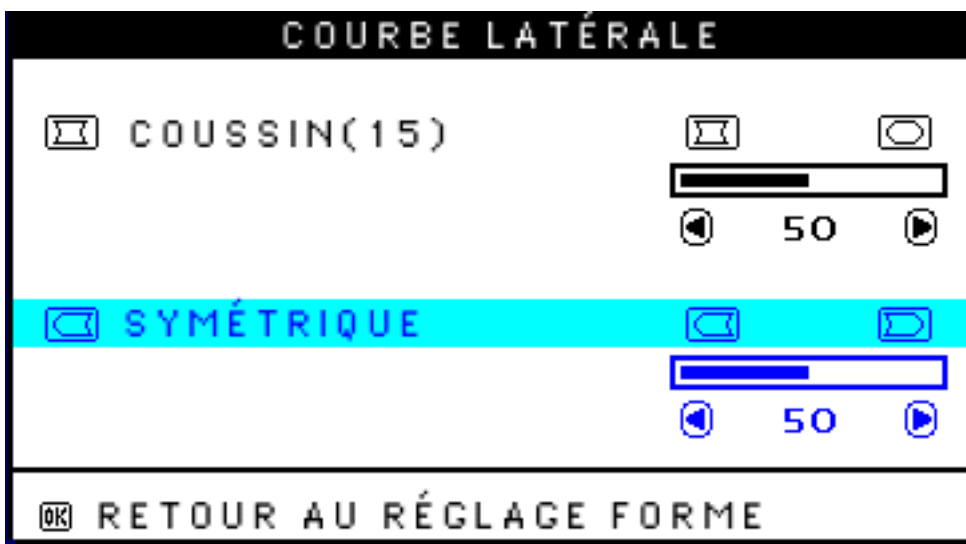 COURBE LATÉRALE
COUSSIN(15)
50
SYMÉTRIQUE
50
OK RETOUR AU RÉGLAGE FORME